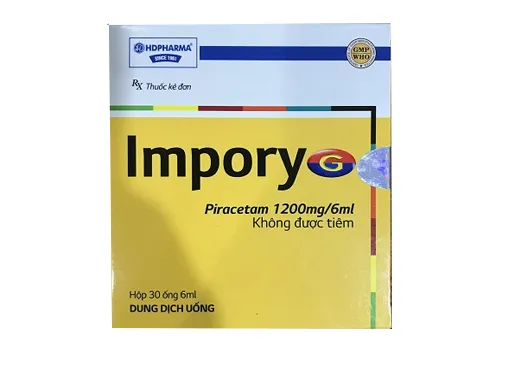 HDPHARMA
SINCE 1963
GMP
WHO
Rx Thuốc kê đơn
Impory G
Piracetam 1200mg/6ml
Không được tiêm
Hộp 30 ống 6ml
DUNG DỊCH UỐNG